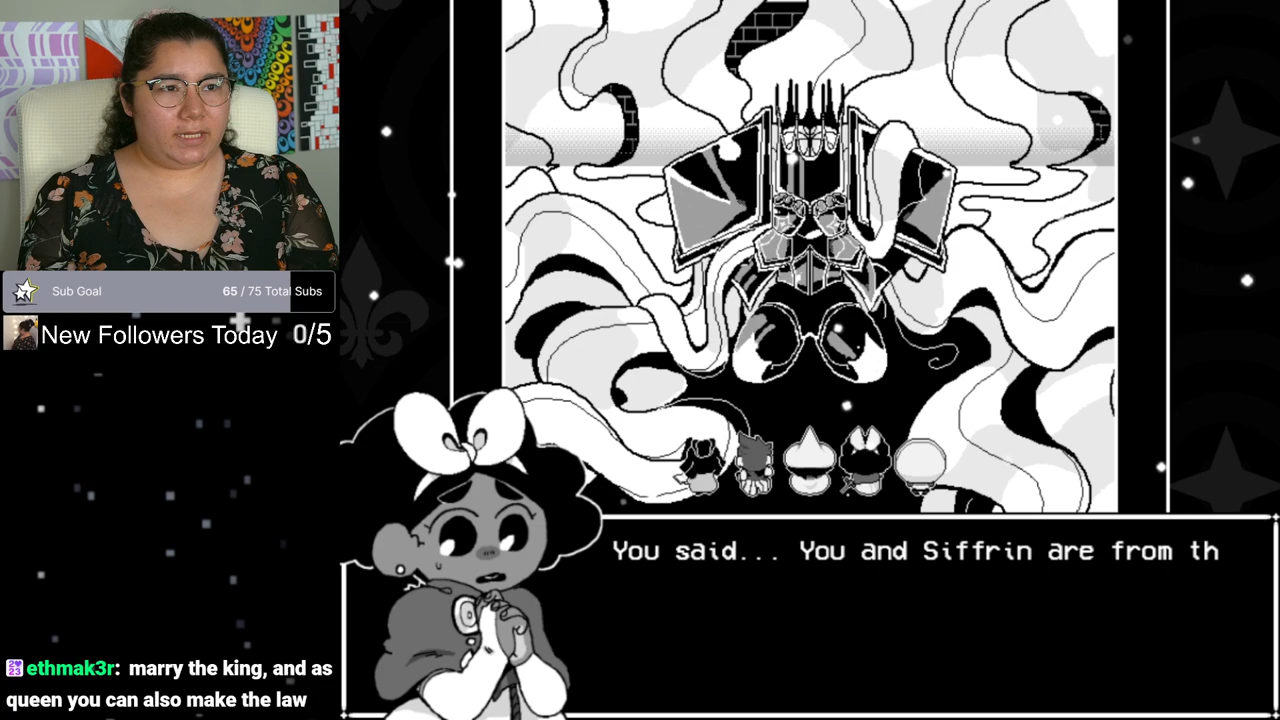 Sub Goal 65 / 75 Total Subs
New Followers Today 0/5
You said... You and Siffrin are from th
ethmak3r: marry the king, and as
queen you can also make the law